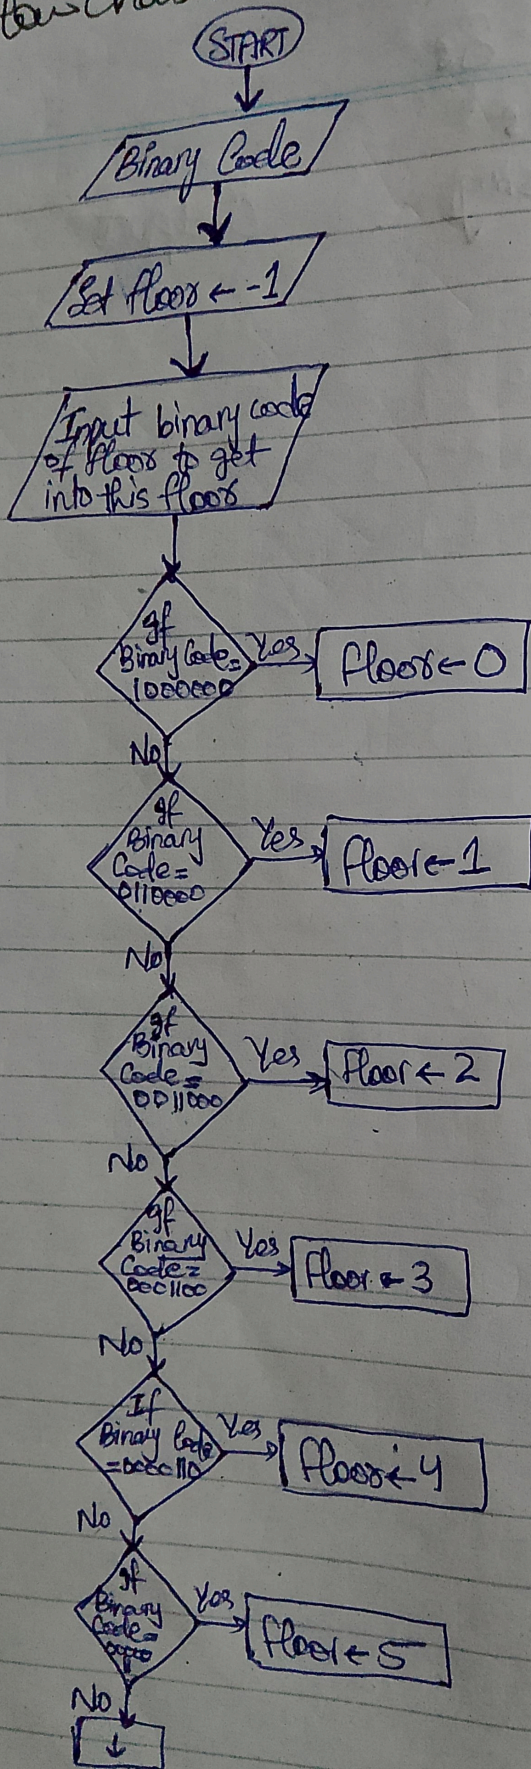 START
Binary Code
Set floor ← -1
Input binary code
of floor to get
into this floor
If
Binary Code=
1000000
Yes
floor ← 0
No
If
Binary
Code=
0110000
Yes
floor ← 1
No
If
Binary
Code=
0011000
Yes
floor ← 2
No
If
Binary
Code=
0001100
Yes
floor ← 3
No
If
Binary Code
=0000110
Yes
floor ← 4
No
If
Binary
Code=
Yes
floor ← 5
No
↓